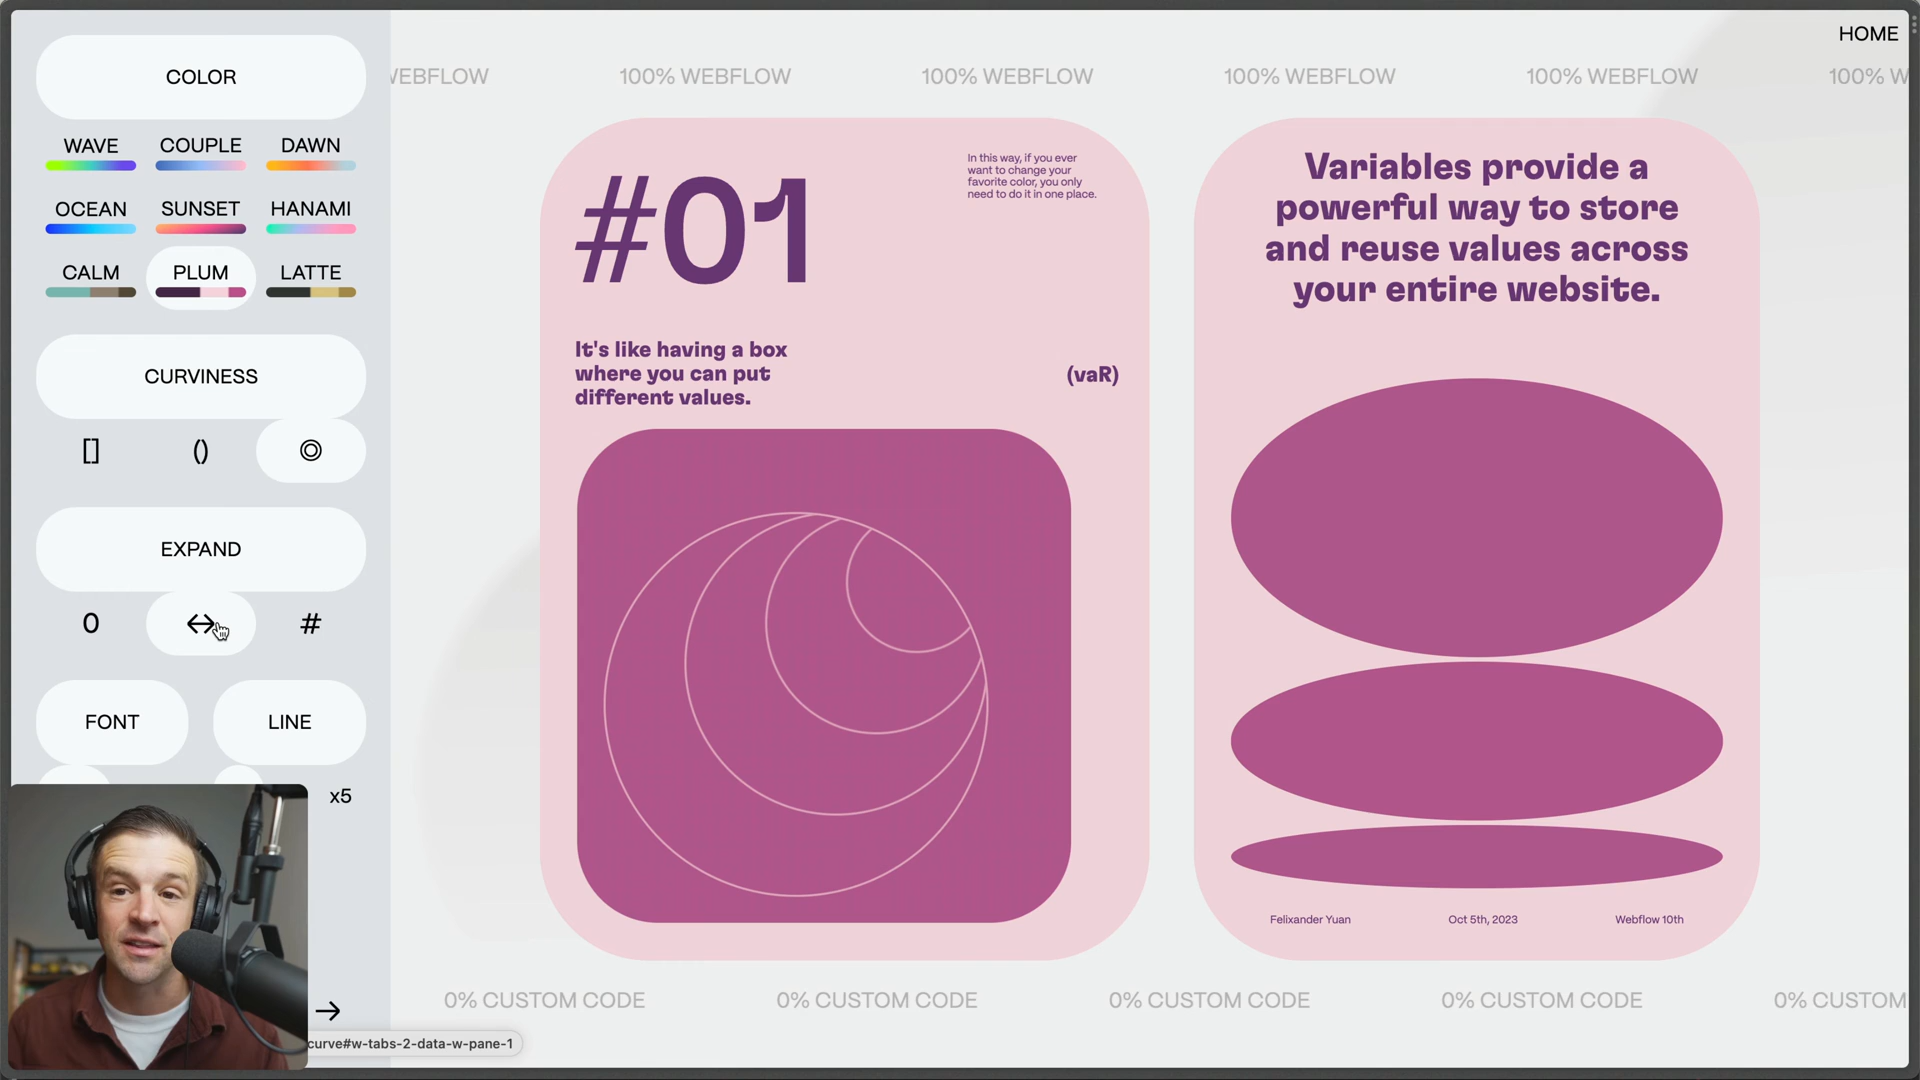 HOME
COLOR
WEBFLOW
100% WEBFLOW
100% WEBFLOW
100% WEBFLOW
100% WEBFLOW
100% W
WAVE
COUPLE
DAWN
OCEAN
SUNSET
HANAMI
CALM
PLUM
LATTE
CURVINESS
[]
()
EXPAND
0
↔
#
FONT
LINE
x5
→
curve#w-tabs-2-data-w-pane-1
#01
In this way, if you ever
want to change your
favorite color, you only
need to do it in one place.
It's like having a box
where you can put
different values.
(vaR)
Variables provide a
powerful way to store
and reuse values across
your entire website.
Felixander Yuan
Oct 5th, 2023
Webflow 10th
0% CUSTOM CODE
0% CUSTOM CODE
0% CUSTOM CODE
0% CUSTOM CODE
0% CUSTOM